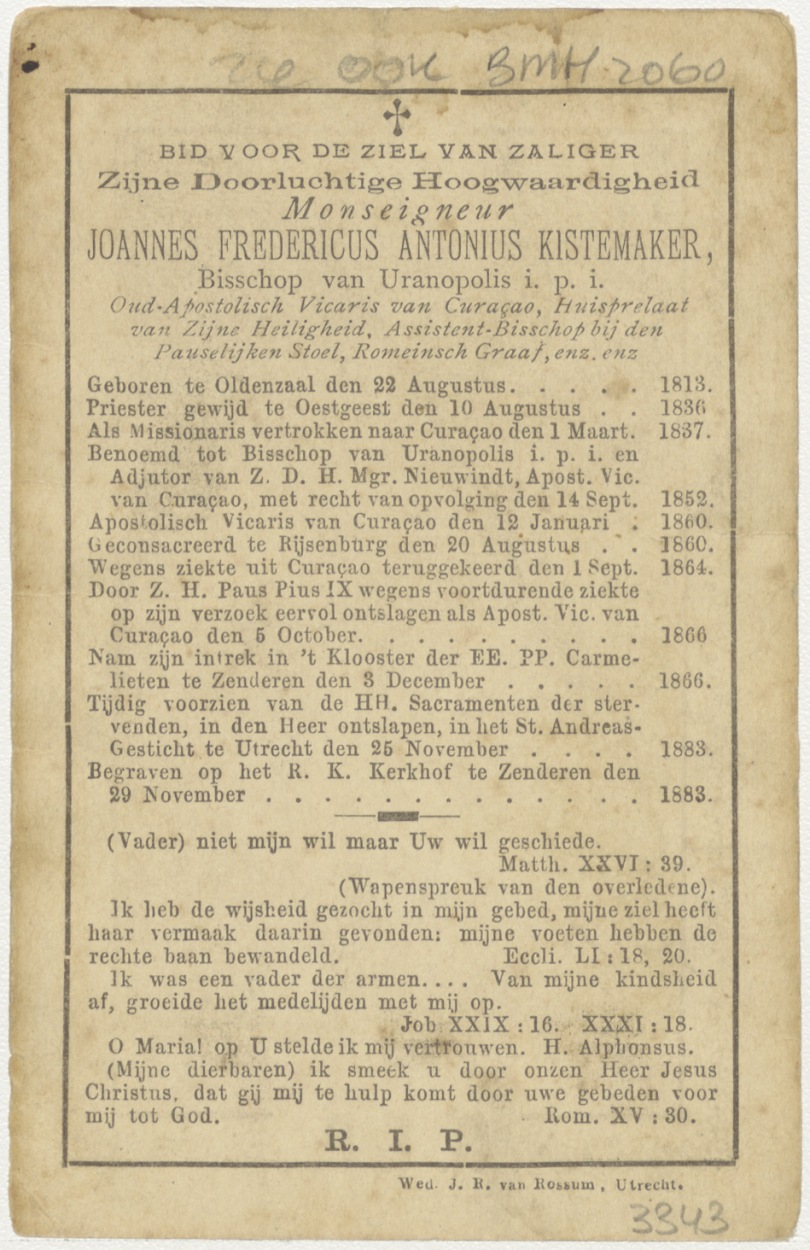 zie ook BMH 2060
BID VOOR DE ZIEL VAN ZALIGER
Zijne Doorluchtige Hoogwaardigheid
Monseigneur
JOANNES FREDERICUS ANTONIUS KISTEMAKER,
Bisschop van Uranopolis i. p. i.
Oud-Apostolisch Vicaris van Curaçao, Huisprelaat
van Zijne Heiligheid, Assistent-Bisschop bij den
Pauselijken Stoel, Romeinsch Graaf, enz. enz
Geboren te Oldenzaal den 22 Augustus. . . . . . 1813.
Priester gewijd te Oestgeest den 10 Augustus . . 1836
Als Missionaris vertrokken naar Curaçao den 1 Maart. 1837.
Benoemd tot Bisschop van Uranopolis i. p. i. en
Adjutor van Z. D. H. Mgr. Nieuwindt, Apost. Vic.
van Curaçao, met recht van opvolging den 14 Sept. 1852.
Apostolisch Vicaris van Curaçao den 12 Januari . 1860.
Geconsacreerd te Rijsenburg den 20 Augustus . . 1860.
Wegens ziekte uit Curaçao teruggekeerd den 1 Sept. 1864.
Door Z. H. Paus Pius IX wegens voortdurende ziekte
op zijn verzoek eervol ontslagen als Apost. Vic. van
Curaçao den 5 October. . . . . . . . . . 1866
Nam zijn intrek in 't Klooster der EE. PP. Carme-
lieten te Zenderen den 3 December . . . . . 1866.
Tijdig voorzien van de HH. Sacramenten der ster-
venden, in den Heer ontslapen, in het St. Andreas-
Gesticht te Utrecht den 25 November . . . . 1883.
Begraven op het R. K. Kerkhof te Zenderen den
29 November . . . . . . . . . . . . . 1883.
(Vader) niet mijn wil maar Uw wil geschiede.
Matth. XXVI : 39.
(Wapenspreuk van den overledene).
Ik heb de wijsheid gezocht in mijn gebed, mijne ziel heeft
haar vermaak daarin gevonden: mijne voeten hebben de
rechte baan bewandeld. Eccli. LI : 18, 20.
Ik was een vader der armen.... Van mijne kindsheid
af, groeide het medelijden met mij op.
Job XXIX : 16. XXXI : 18.
O Maria! op U stelde ik mij vertrouwen. H. Alphonsus.
(Mijne dierbaren) ik smeek u door onzen Heer Jesus
Christus, dat gij mij te hulp komt door uwe gebeden voor
mij tot God. Rom. XV : 30.
R. I. P.
Wed. J. R. van Rossum, Utrecht.
3343